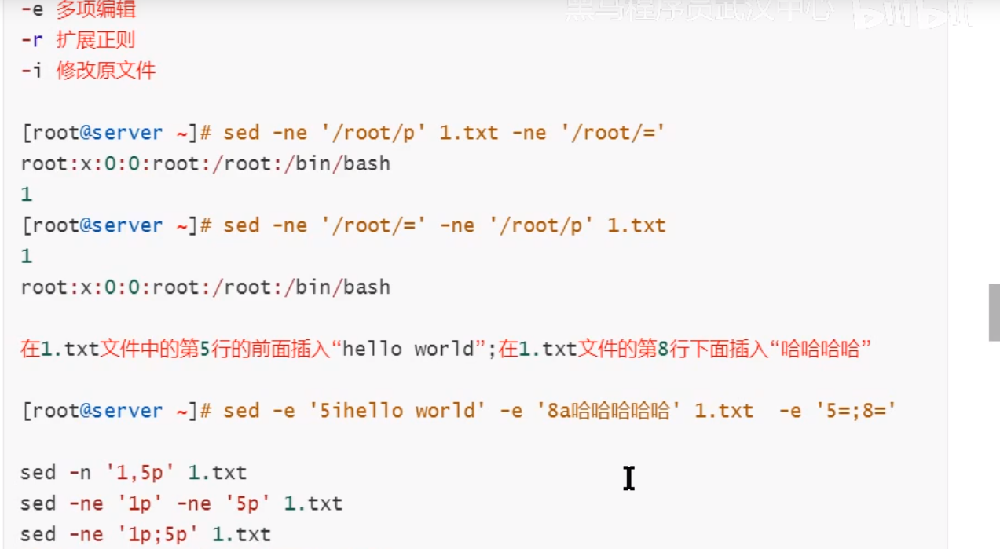 黑马程序员武汉中心 bilibili
-e 多项编辑
-r 扩展正则
-i 修改原文件
[root@server ~]# sed -ne '/root/p' 1.txt -ne '/root/='
root:x:0:0:root:/root:/bin/bash
1
[root@server ~]# sed -ne '/root/=' -ne '/root/p' 1.txt
1
root:x:0:0:root:/root:/bin/bash
在1.txt文件中的第5行的前面插入“hello world”;在1.txt文件的第8行下面插入“哈哈哈哈”
[root@server ~]# sed -e '5ihello world' -e '8a哈哈哈哈哈' 1.txt  -e '5=;8='
sed -n '1,5p' 1.txt
sed -ne '1p' -ne '5p' 1.txt
sed -ne '1p;5p' 1.txt